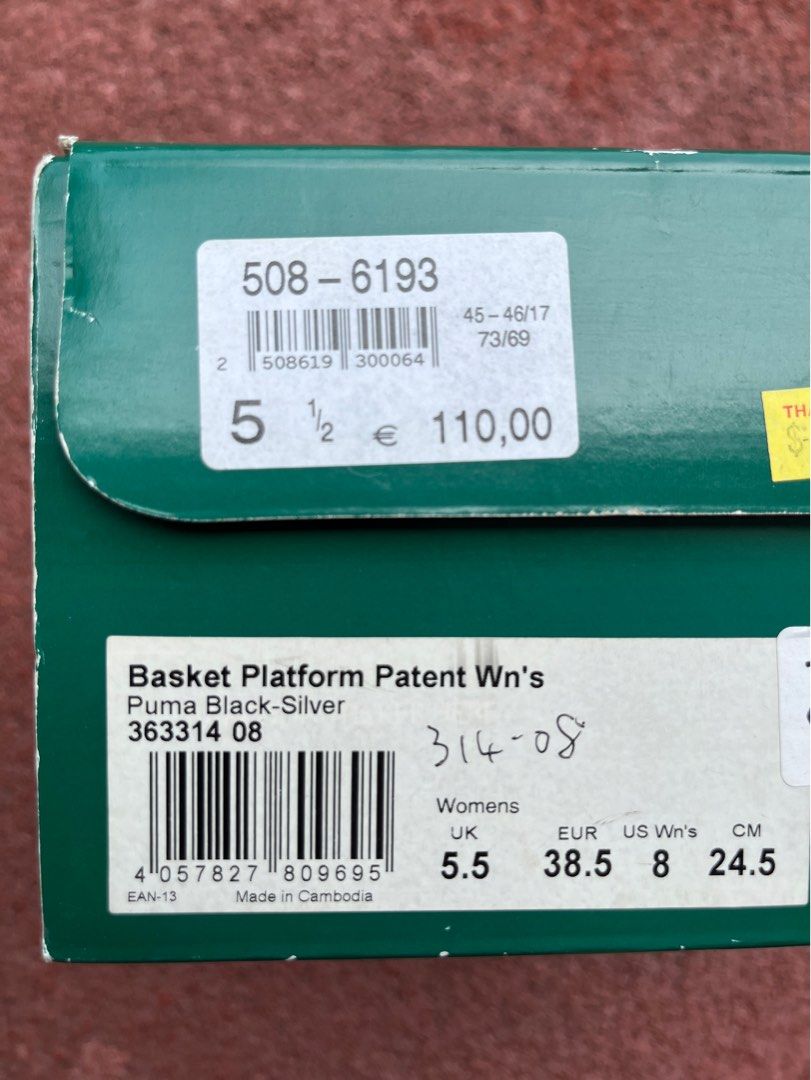 508 – 6193
45 – 46/17
73/69
2 508619 300064
5 1/2 € 110,00
TH
$
Basket Platform Patent Wn's
Puma Black-Silver
363314 08
314-08
4 057827 809695
EAN-13 Made in Cambodia
Womens
UK EUR US Wn's CM
5.5 38.5 8 24.5